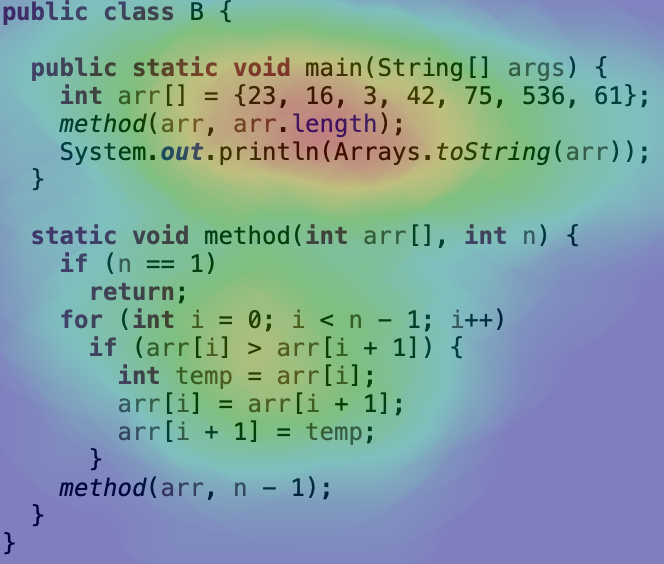 public class B {
public static void main(String[] args) {
int arr[] = {23, 16, 3, 42, 75, 536, 61};
method(arr, arr.length);
System.out.println(Arrays.toString(arr));
}
static void method(int arr[], int n) {
if (n == 1)
return;
for (int i = 0; i < n - 1; i++)
if (arr[i] > arr[i + 1]) {
int temp = arr[i];
arr[i] = arr[i + 1];
arr[i + 1] = temp;
}
method(arr, n - 1);
}
}